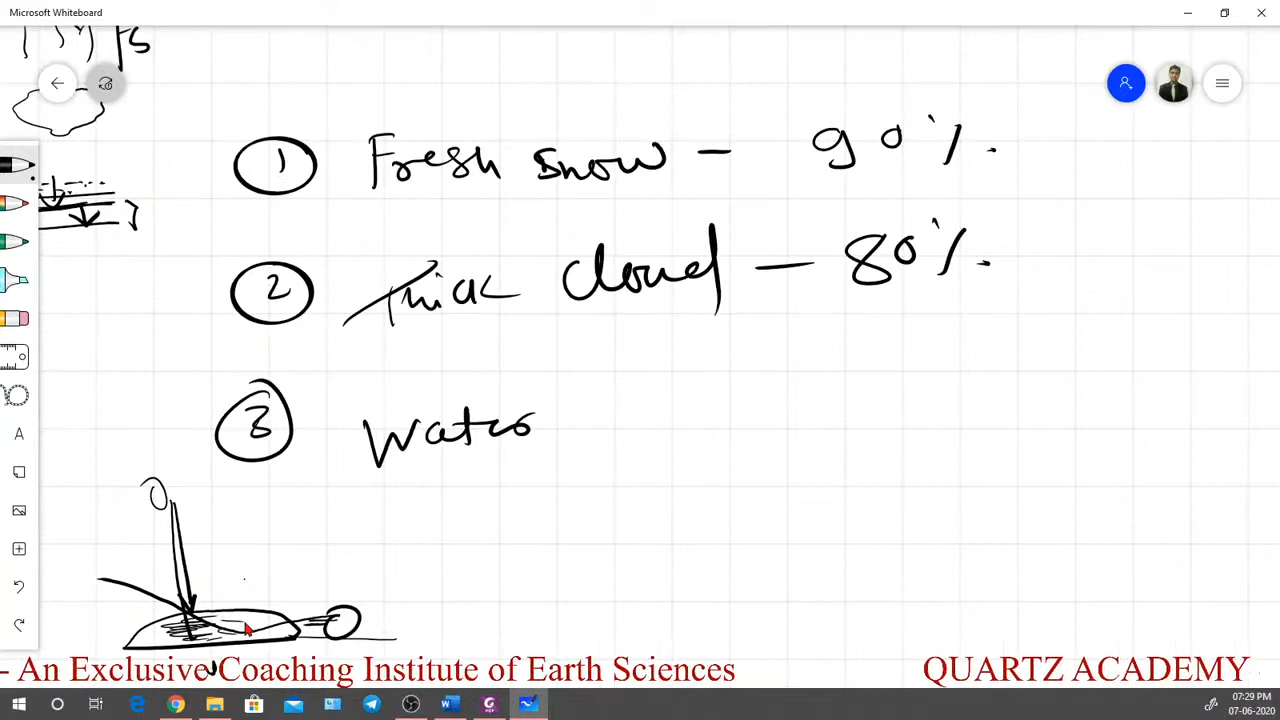 Microsoft Whiteboard
1 Fresh snow - 90%.
2 Thick cloud - 80%.
3 Water
A
- An Exclusive Coaching Institute of Earth Sciences QUARTZ ACADEMY
07:29 PM
07-06-2020